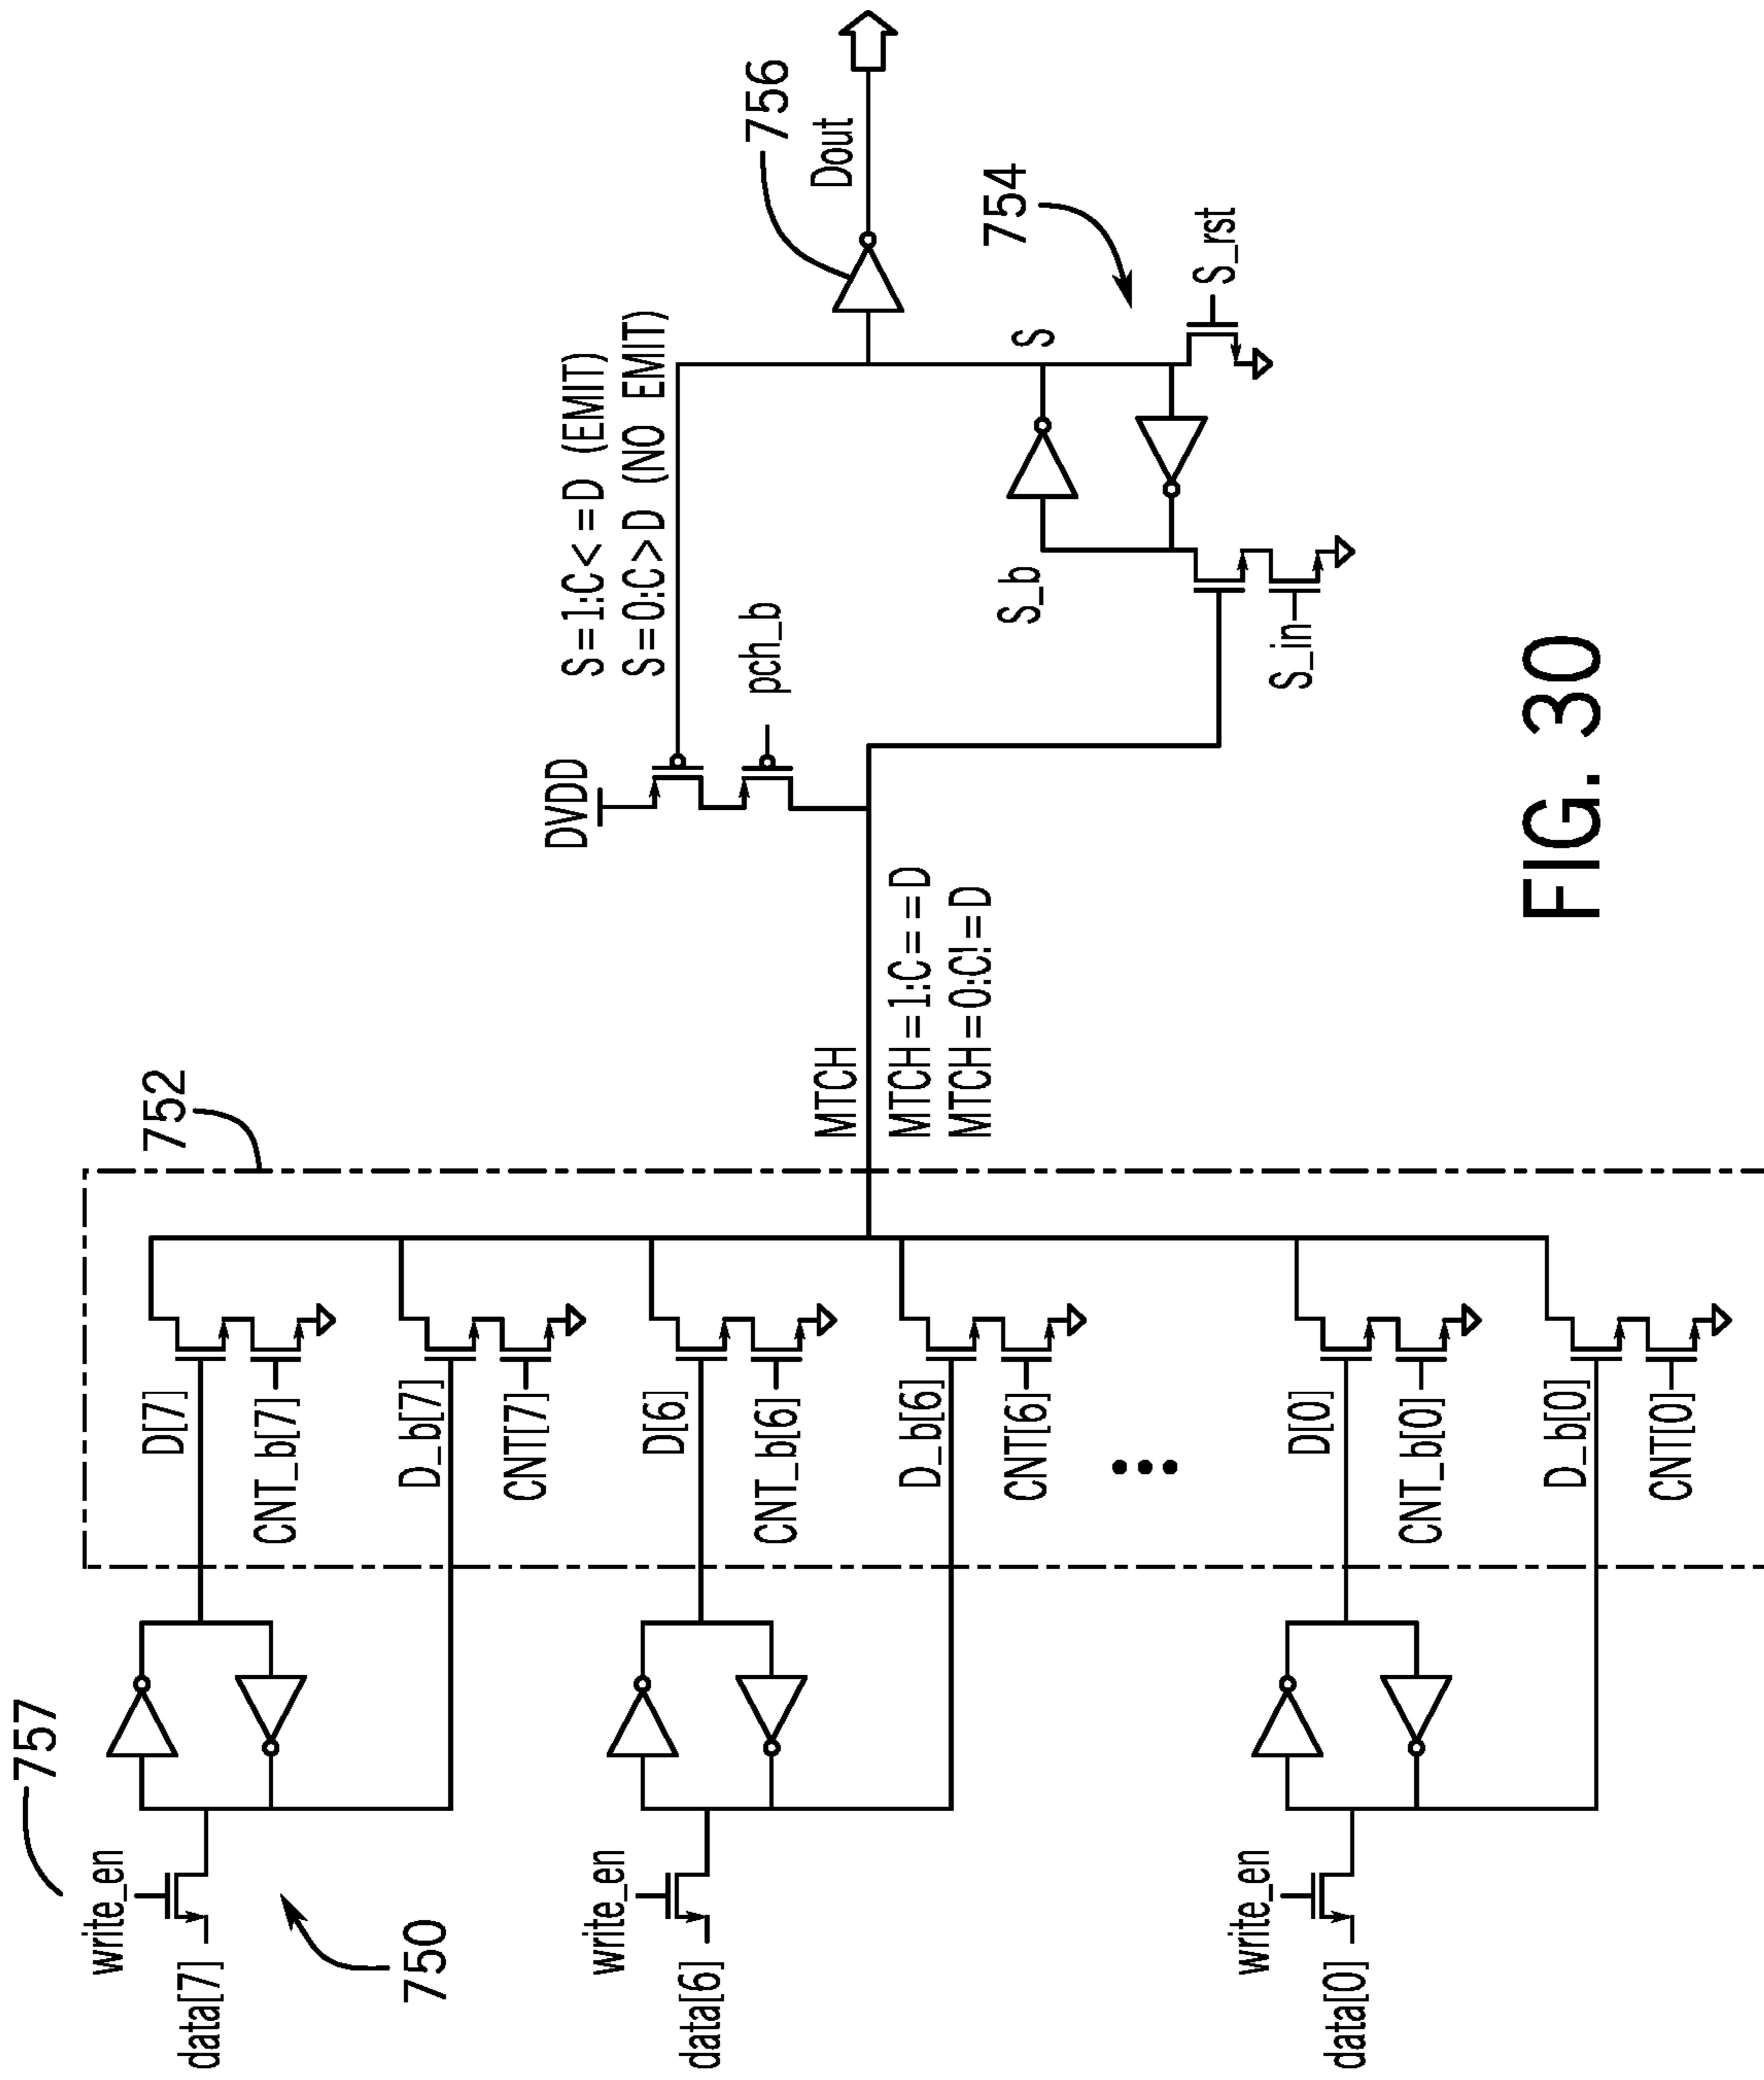 757
write_en
data[7]
750
write_en
data[6]
write_en
data[0]
752
D[7]
CNT_b[7]
D_b[7]
CNT[7]
D[6]
CNT_b[6]
D_b[6]
CNT[6]
D[0]
CNT_b[0]
D_b[0]
CNT[0]
MTCH
MTCH=1:C==D
MTCH=0:C!=D
DVDD
pch_b
S=1:C<=D (EMIT)
S=0:C>D (NO EMIT)
S_b
S_in
S
S_rst
754
756
Dout
FIG. 30